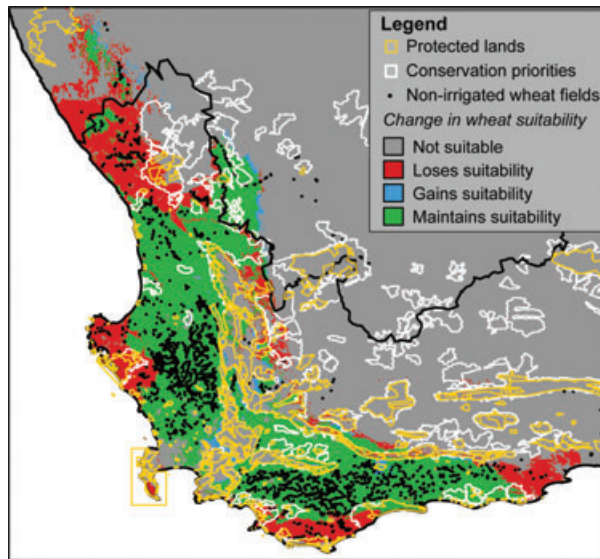 Legend
Protected lands
Conservation priorities
Non-irrigated wheat fields
Change in wheat suitability
Not suitable
Loses suitability
Gains suitability
Maintains suitability